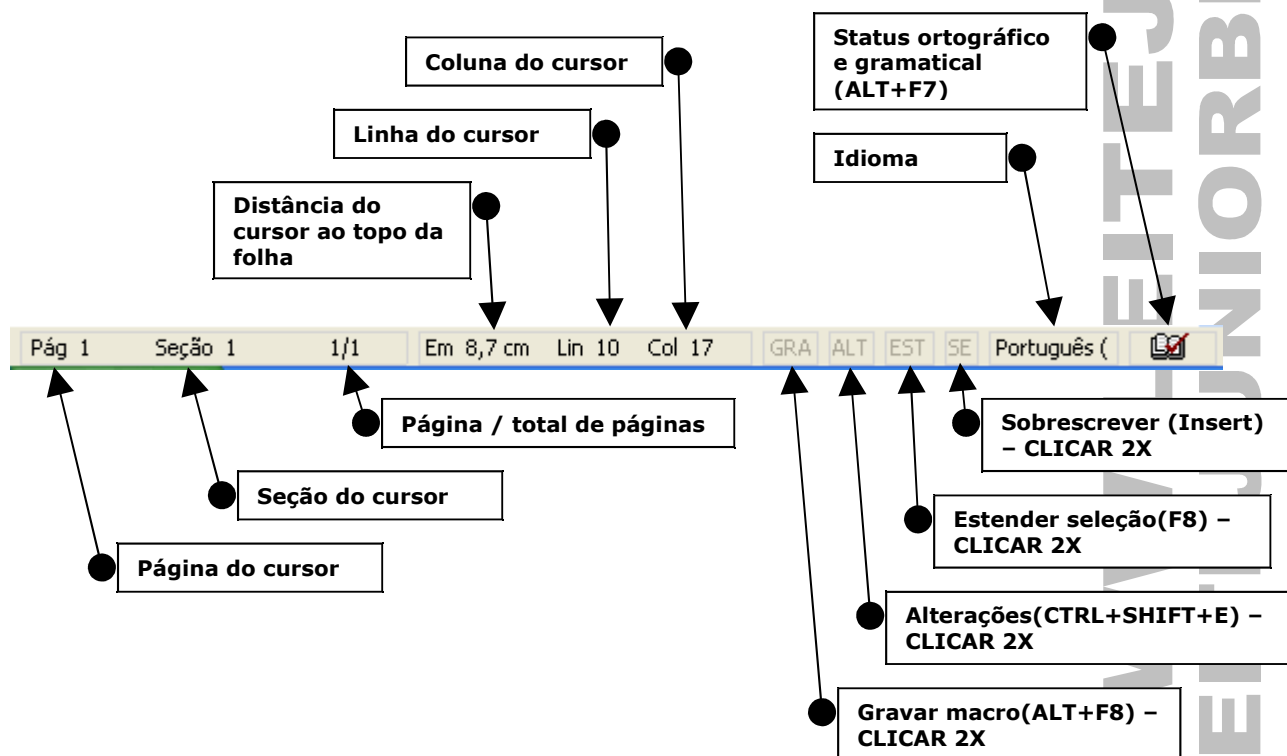 Coluna do cursor
Status ortográfico
e gramatical
(ALT+F7)
Linha do cursor
Idioma
Distância do
cursor ao topo da
folha
Pág 1 Seção 1 1/1 Em 8,7 cm Lin 10 Col 17 GRA ALT EST SE Português (
Página / total de páginas
Sobrescrever (Insert)
– CLICAR 2X
Seção do cursor
Estender seleção(F8) –
CLICAR 2X
Página do cursor
Alterações(CTRL+SHIFT+E) –
CLICAR 2X
Gravar macro(ALT+F8) –
CLICAR 2X